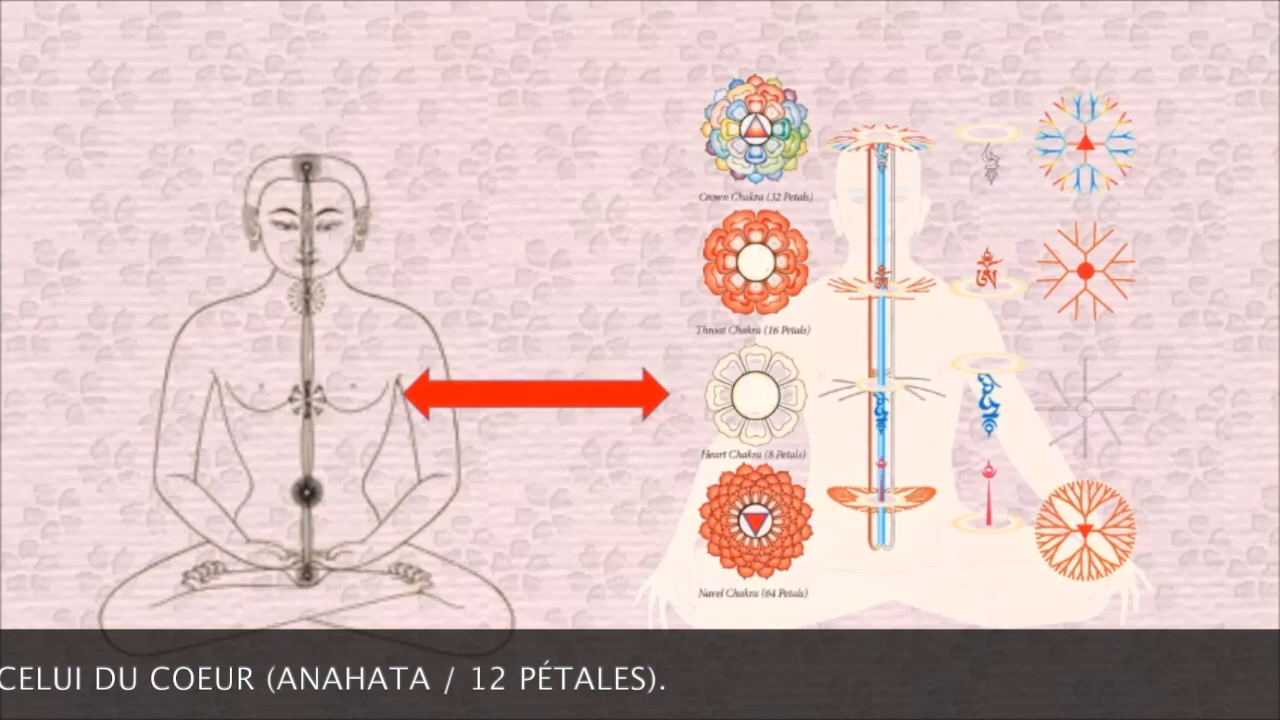 Crown Chakra (32 Petals)
Throat Chakra (16 Petals)
Heart Chakra (8 Petals)
Navel Chakra (64 Petals)
CELUI DU COEUR (ANAHATA / 12 PÉTALES).